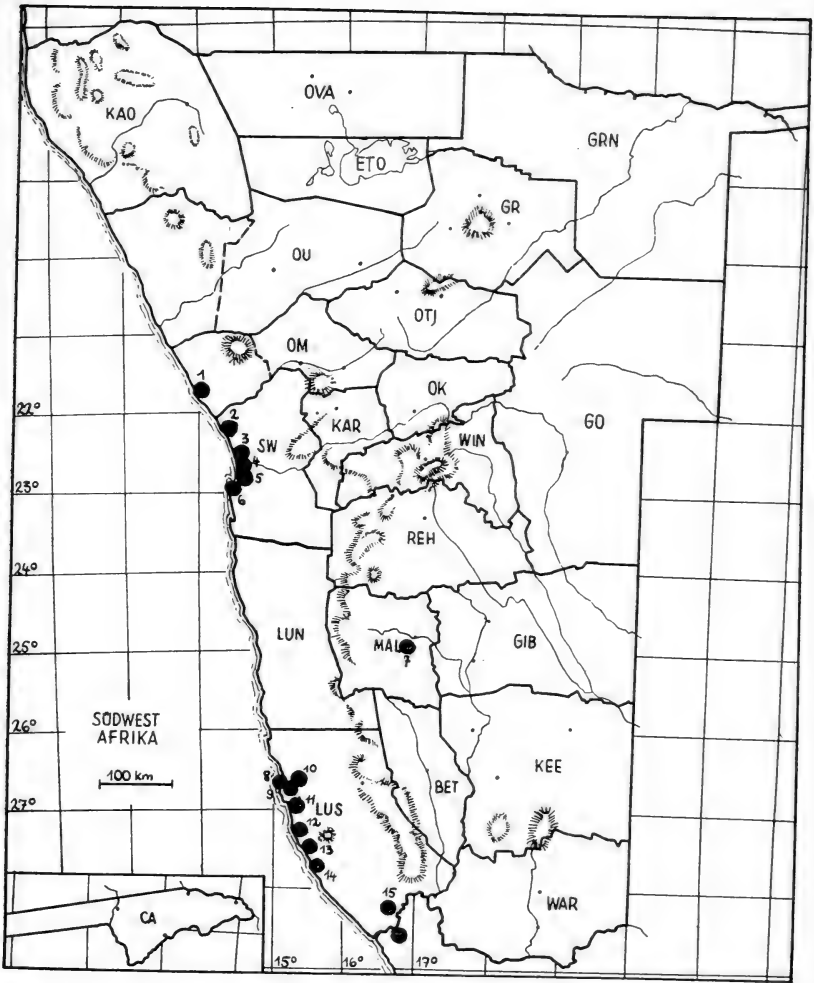 KAO
OVA
ETO
GRN
GR
OU
OTJ
OM
1
OK
22°
2
KAR
GO
3
SW
WIN
4
5
23°
2
6
REH
24°
LUN
MAL
GIB
25°
7
SÜDWEST
AFRIKA
26°
100 km
10
8
KEE
9
BET
11
LUS
27°
12
13
14
15
WAR
CA
15°
16°
17°